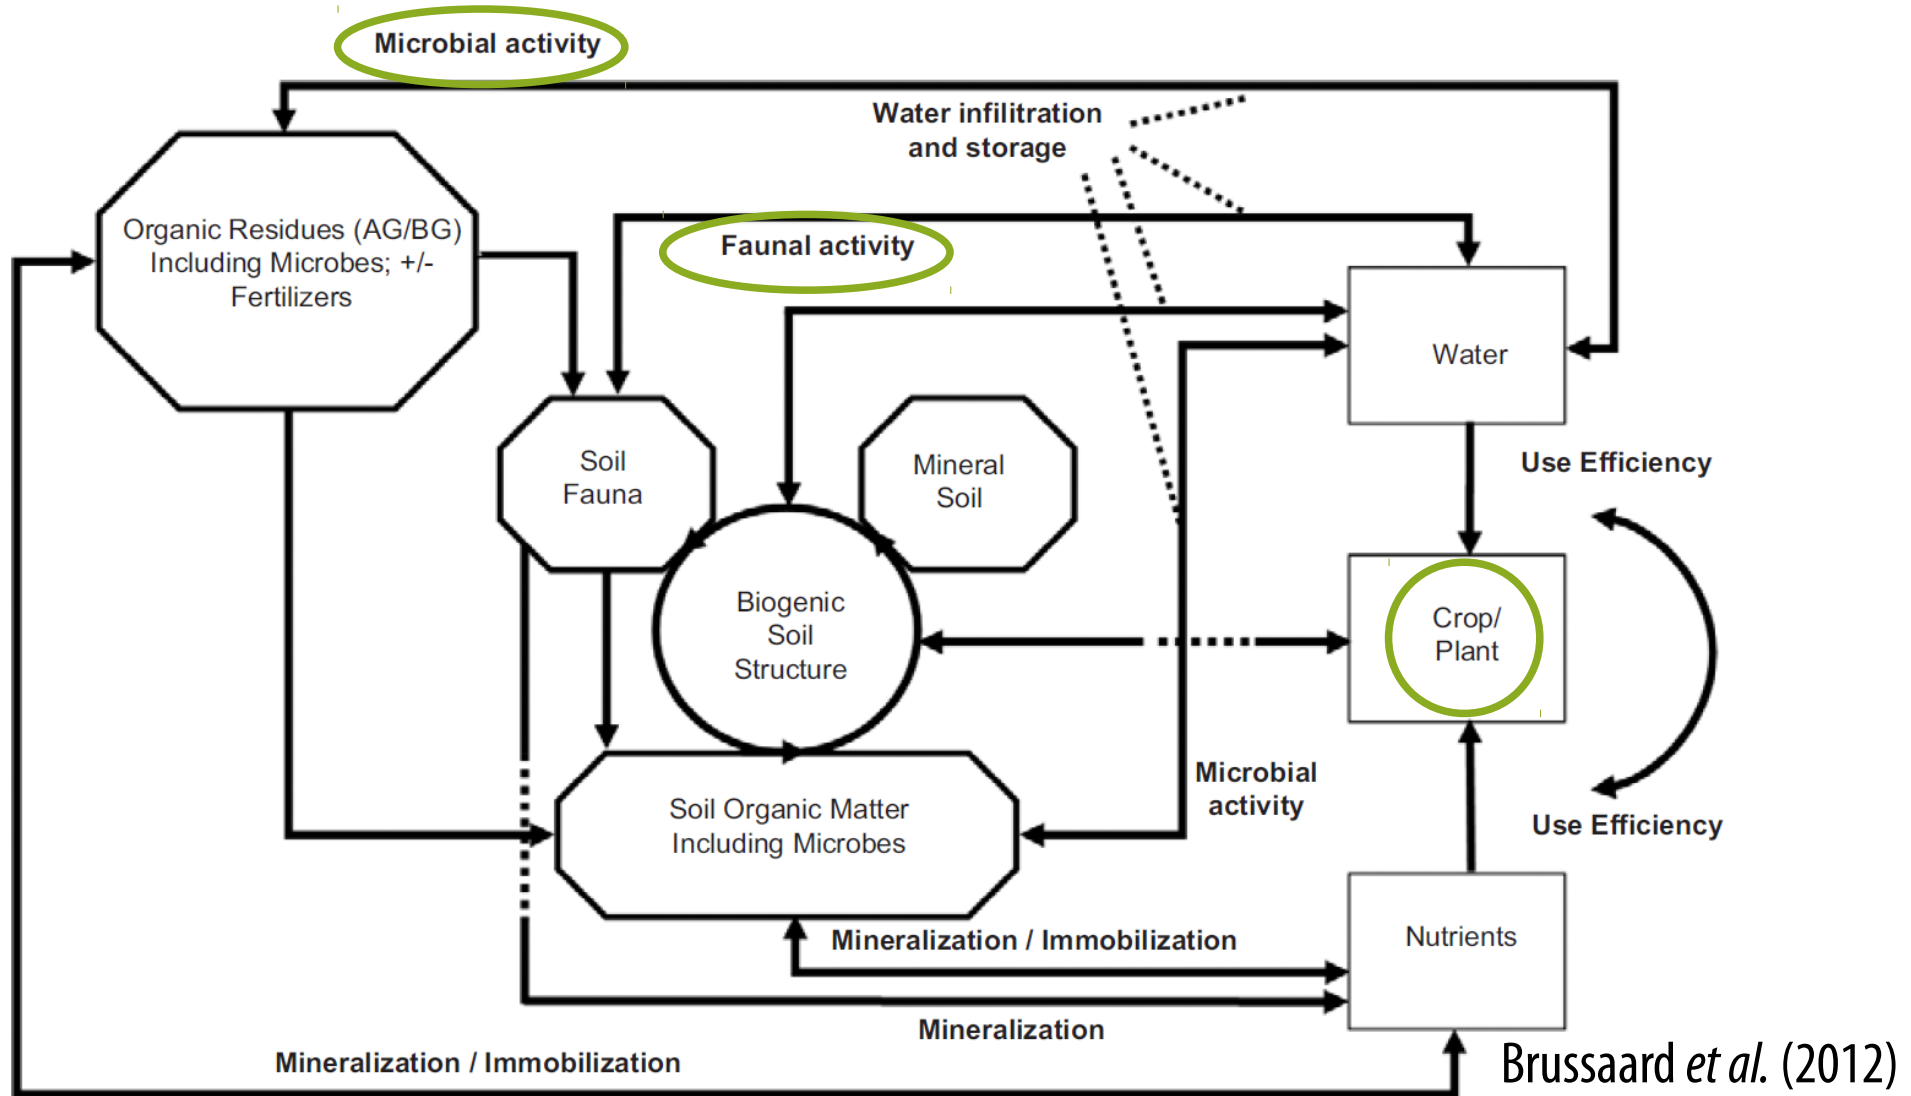 Microbial activity
Water infilitration
and storage
Organic Residues (AG/BG)
Including Microbes; +/-
Fertilizers
Faunal activity
Water
Soil
Fauna
Mineral
Soil
Use Efficiency
Biogenic
Soil
Structure
Crop/
Plant
Microbial
activity
Soil Organic Matter
Including Microbes
Use Efficiency
Mineralization / Immobilization
Nutrients
Mineralization
Mineralization / Immobilization
Brussaard et al. (2012)